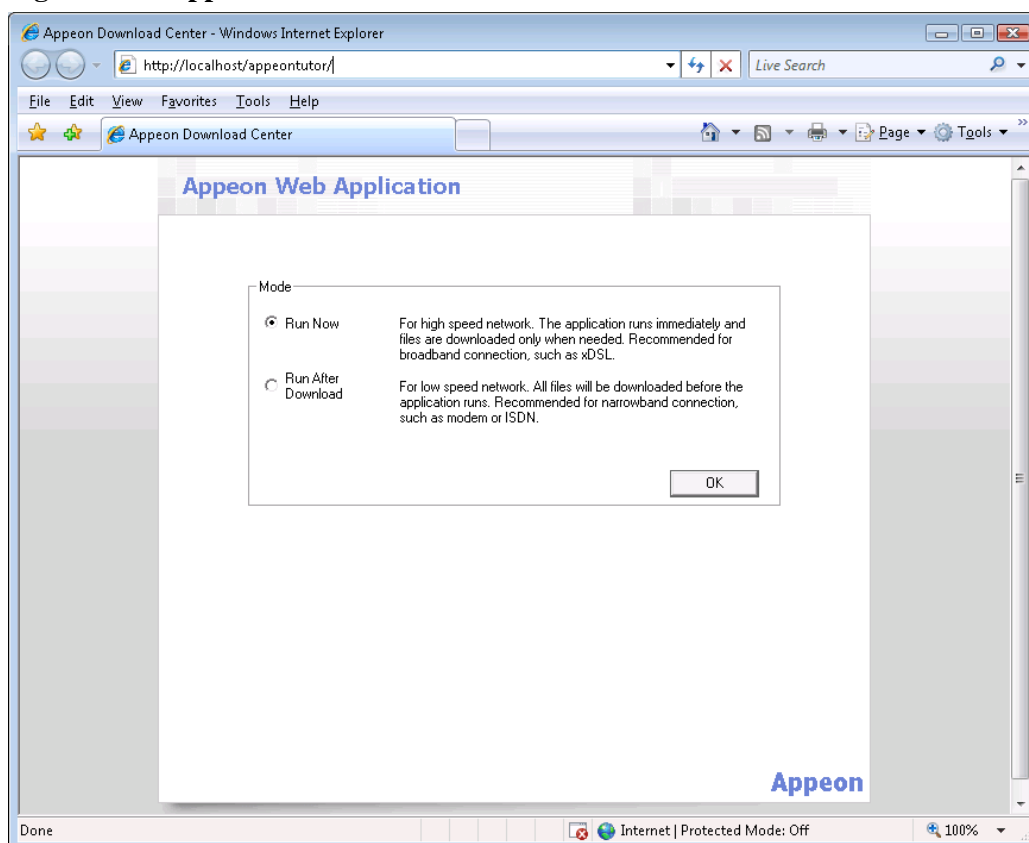 Appeon Download Center - Windows Internet Explorer
http://localhost/appeontutor/
Live Search
File Edit View Favorites Tools Help
Appeon Download Center
Page Tools
Appeon Web Application
Mode
Run Now
For high speed network. The application runs immediately and
files are downloaded only when needed. Recommended for
broadband connection, such as xDSL.
Run After
Download
For low speed network. All files will be downloaded before the
application runs. Recommended for narrowband connection,
such as modem or ISDN.
OK
Appeon
Done
Internet | Protected Mode: Off
100%